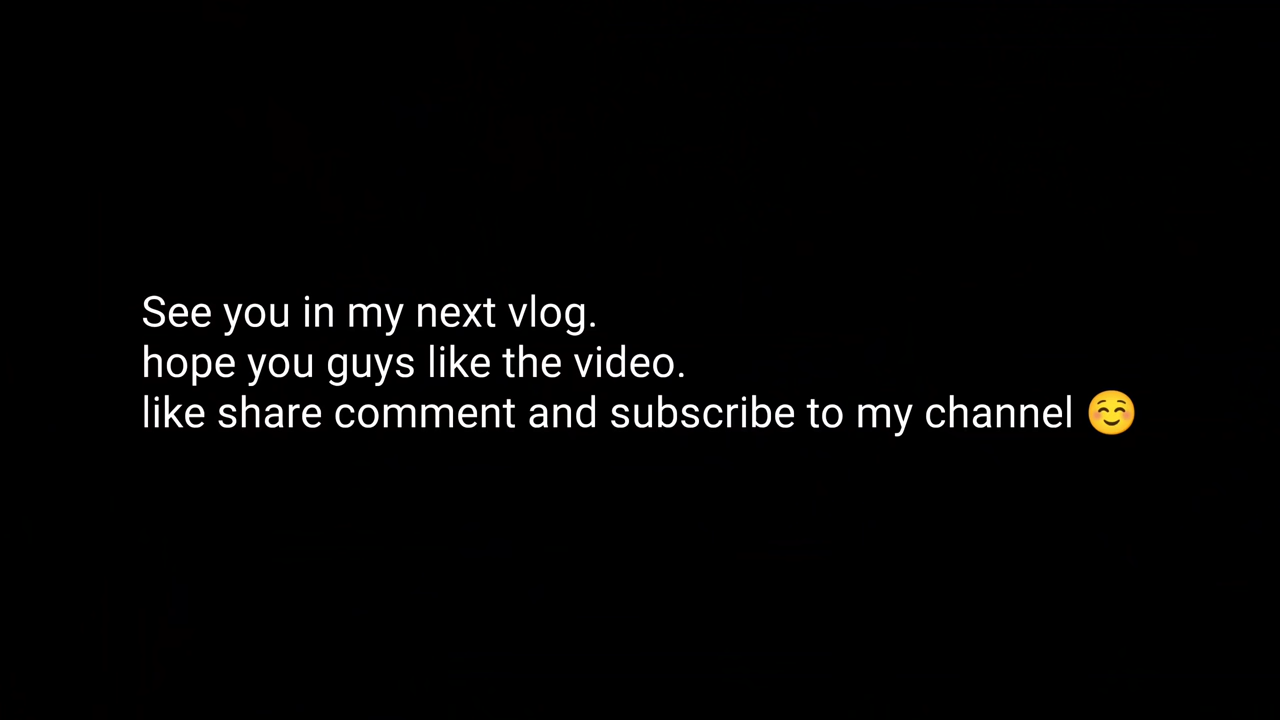 See you in my next vlog.
hope you guys like the video.
like share comment and subscribe to my channel ☺️